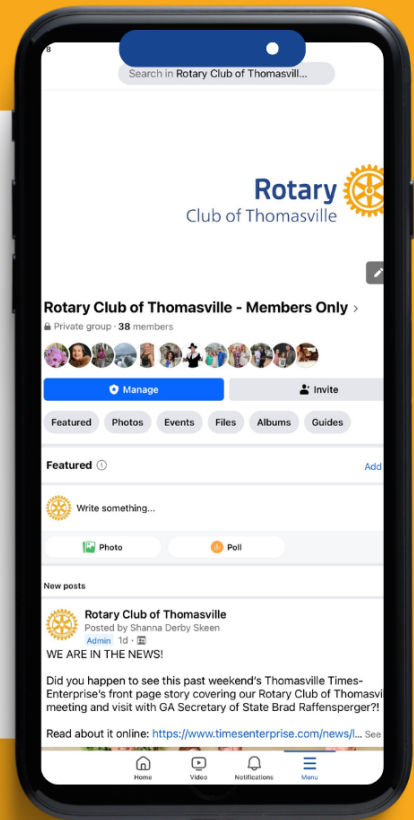 8
Search in Rotary Club of Thomasvill...
Rotary
Club of Thomasville
Rotary Club of Thomasville - Members Only >
Private group · 38 members
Manage
Invite
Featured
Photos
Events
Files
Albums
Guides
Featured
Add
Write something...
Photo
Poll
New posts
Rotary Club of Thomasville
Posted by Shanna Derby Skeen
Admin 1d ·
WE ARE IN THE NEWS!
Did you happen to see this past weekend's Thomasville Times-
Enterprise's front page story covering our Rotary Club of Thomasvi
meeting and visit with GA Secretary of State Brad Raffensperger?!
Read about it online: https://www.timesenterprise.com/news/l... See
Home
Video
Notifications
Menu